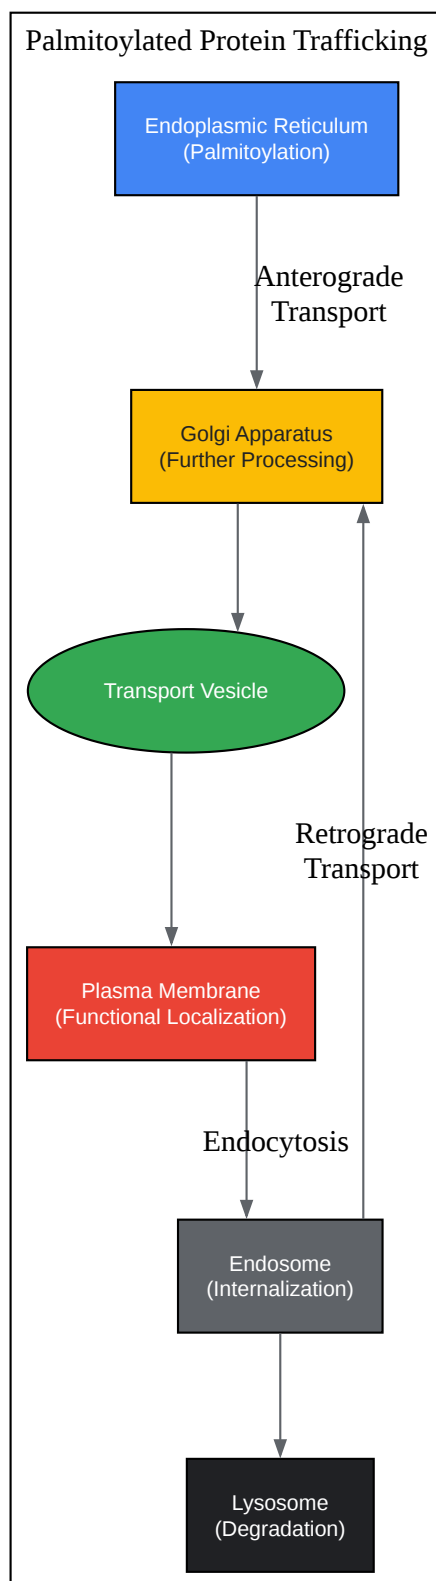 Palmitoylated Protein Trafficking
Endoplasmic Reticulum
(Palmitoylation)
Anterograde
Transport
Golgi Apparatus
(Further Processing)
Transport Vesicle
Retrograde
Transport
Plasma Membrane
(Functional Localization)
Endocytosis
Endosome
(Internalization)
Lysosome
(Degradation)